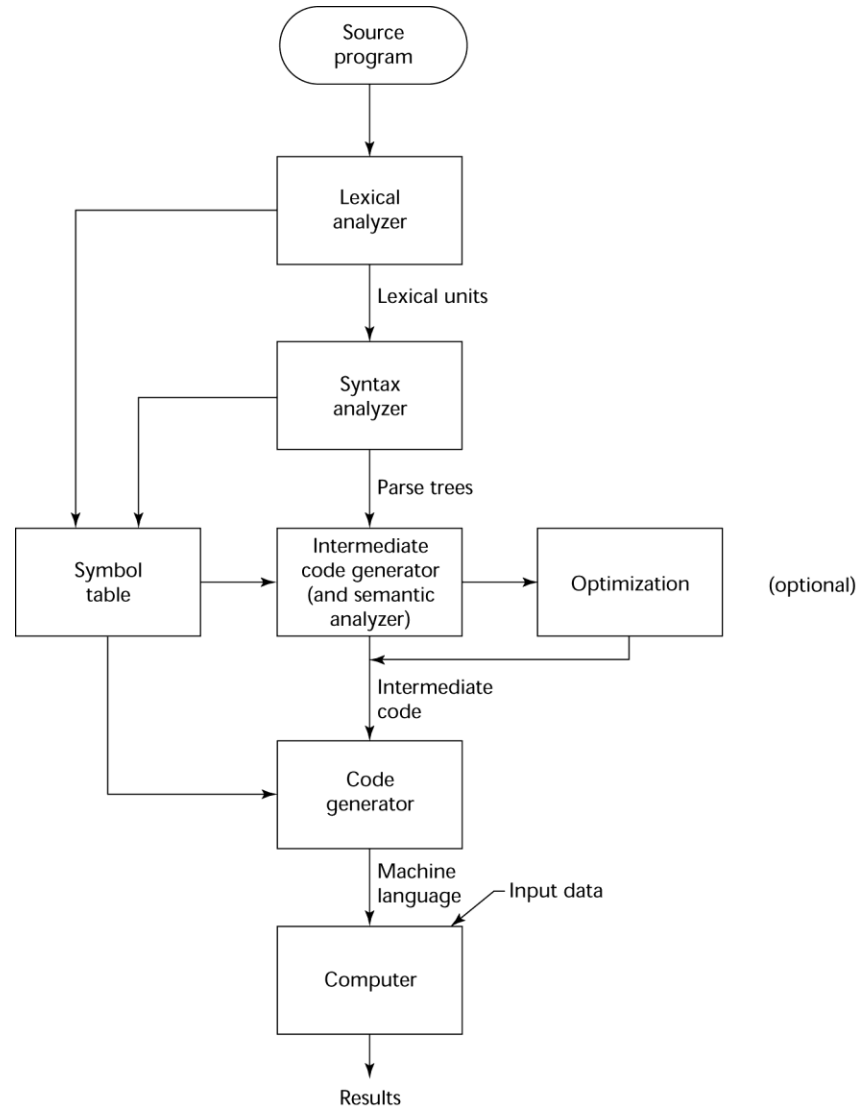 Source
program
Lexical
analyzer
Lexical units
Syntax
analyzer
Parse trees
Symbol
table
Intermediate
code generator
(and semantic
analyzer)
Optimization
(optional)
Intermediate
code
Code
generator
Machine
language
Input data
Computer
Results